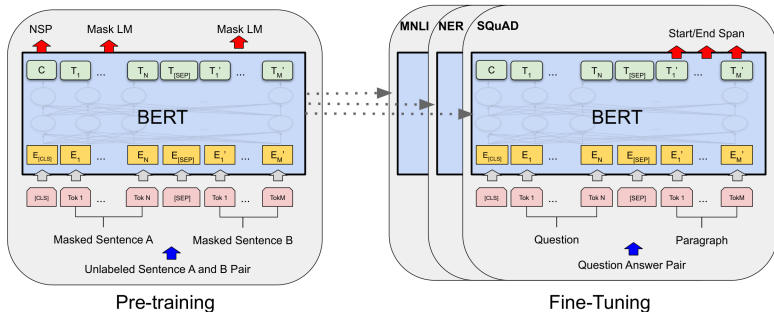 NSP Mask LM Mask LM
C T1 ... TN T[SEP] T1' ... TM'
BERT
E[CLS] E1 ... EN E[SEP] E1' ... EM'
[CLS] Tok 1 ... Tok N [SEP] Tok 1 ... TokM
Masked Sentence A Masked Sentence B
Unlabeled Sentence A and B Pair
Pre-training
MNLI NER SQuAD
Start/End Span
C T1 ... TN T[SEP] T1' ... TM'
BERT
E[CLS] E1 ... EN E[SEP] E1' ... EM'
[CLS] Tok 1 ... Tok N [SEP] Tok 1 ... TokM
Question Paragraph
Question Answer Pair
Fine-Tuning